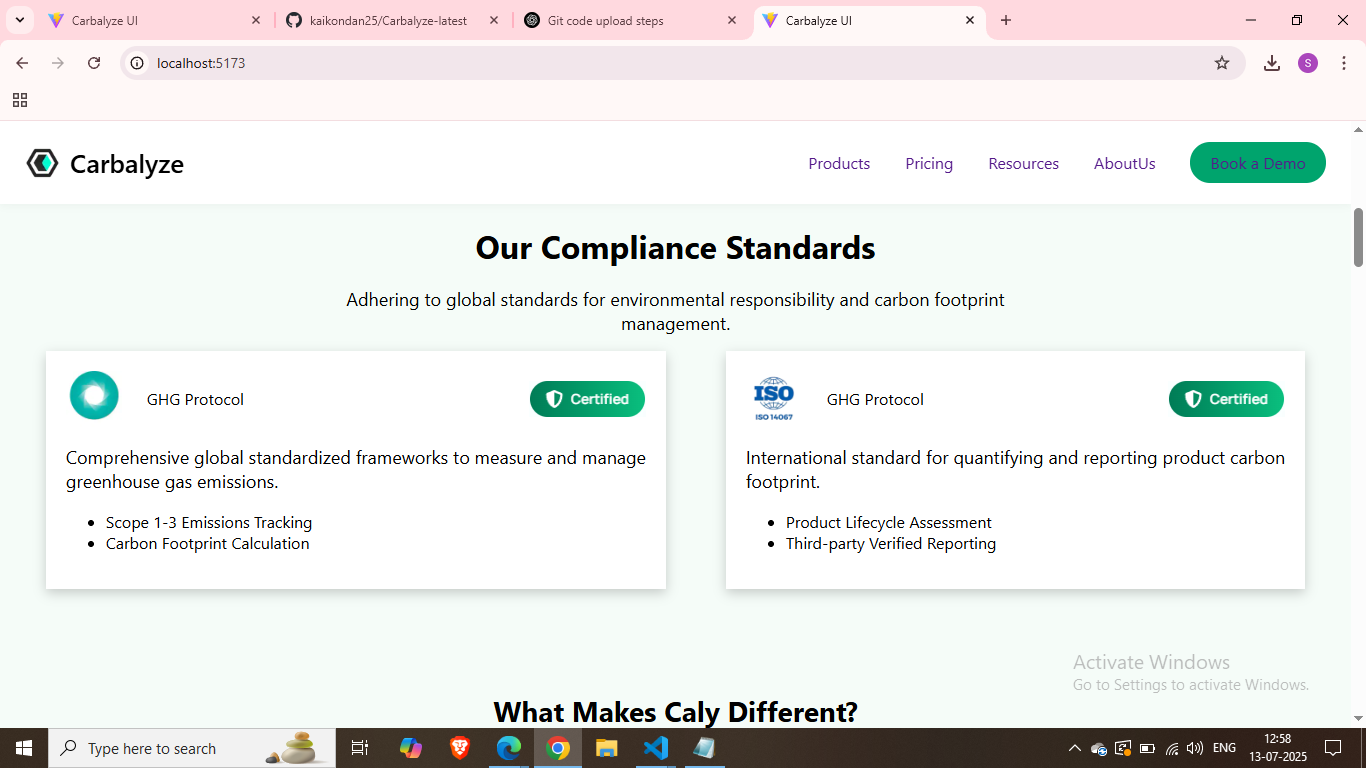 Carbalyze UI
kaikondan25/Carbalyze-latest
Git code upload steps
Carbalyze UI
localhost:5173
S
Carbalyze
Products
Pricing
Resources
AboutUs
Book a Demo
Our Compliance Standards
Adhering to global standards for environmental responsibility and carbon footprint
management.
GHG Protocol
Certified
Comprehensive global standardized frameworks to measure and manage
greenhouse gas emissions.
• Scope 1-3 Emissions Tracking
• Carbon Footprint Calculation
ISO
ISO 14067
GHG Protocol
Certified
International standard for quantifying and reporting product carbon
footprint.
• Product Lifecycle Assessment
• Third-party Verified Reporting
Activate Windows
Go to Settings to activate Windows.
What Makes Caly Different?
Type here to search
ENG
12:58
13-07-2025